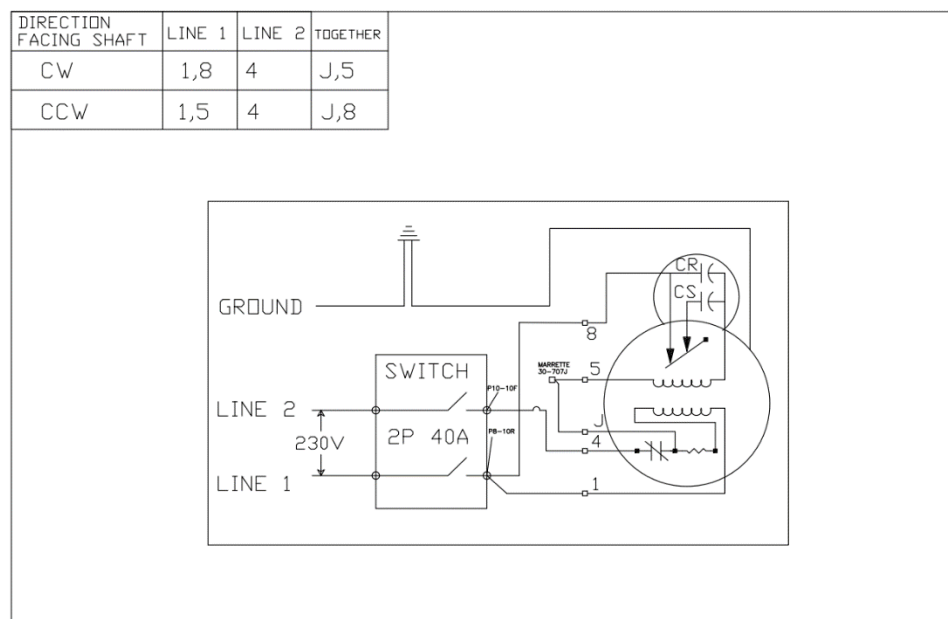 DIRECTION
FACING SHAFT
LINE 1
LINE 2
TOGETHER
CW
1,8
4
J,5
CCW
1,5
4
J,8
CR
CS
GROUND
8
MARRETTE
30-707J
5
SWITCH
P10-10F
LINE 2
J
P8-10R
230V
2P 40A
4
LINE 1
1